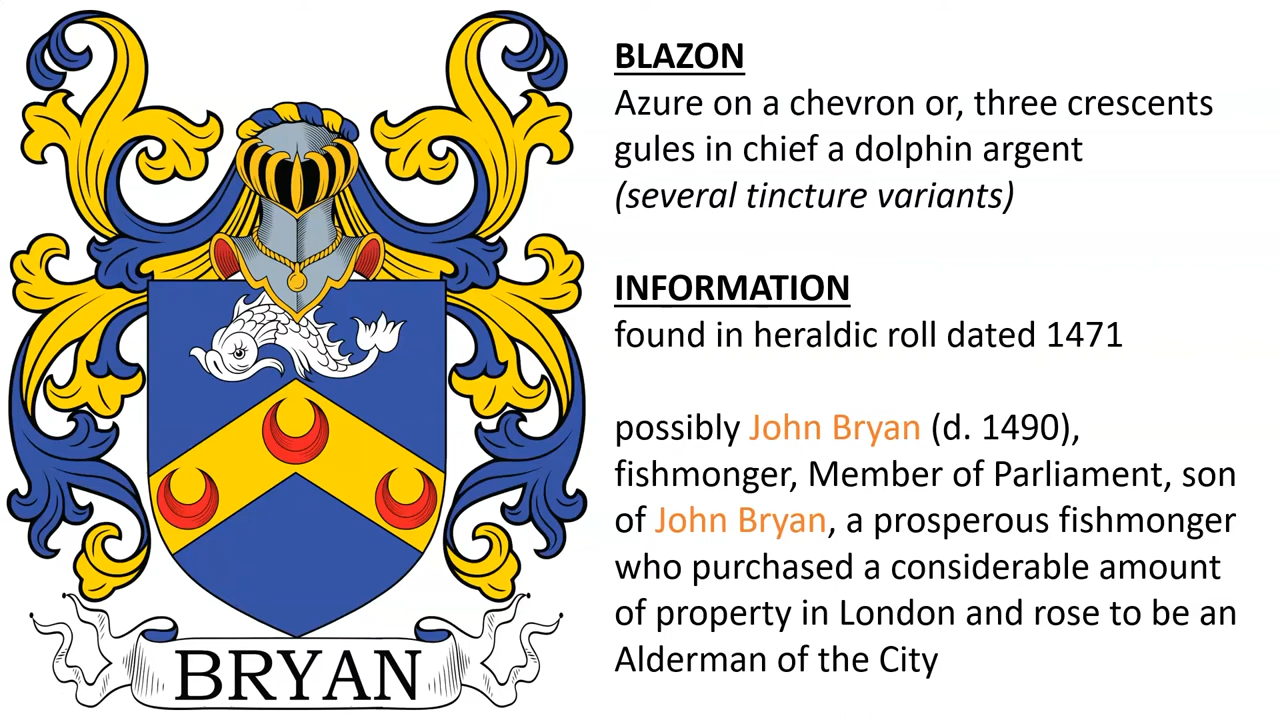 BLAZON
Azure on a chevron or, three crescents
gules in chief a dolphin argent
(several tincture variants)
INFORMATION
found in heraldic roll dated 1471
possibly John Bryan (d. 1490),
fishmonger, Member of Parliament, son
of John Bryan, a prosperous fishmonger
who purchased a considerable amount
of property in London and rose to be an
Alderman of the City
BRYAN